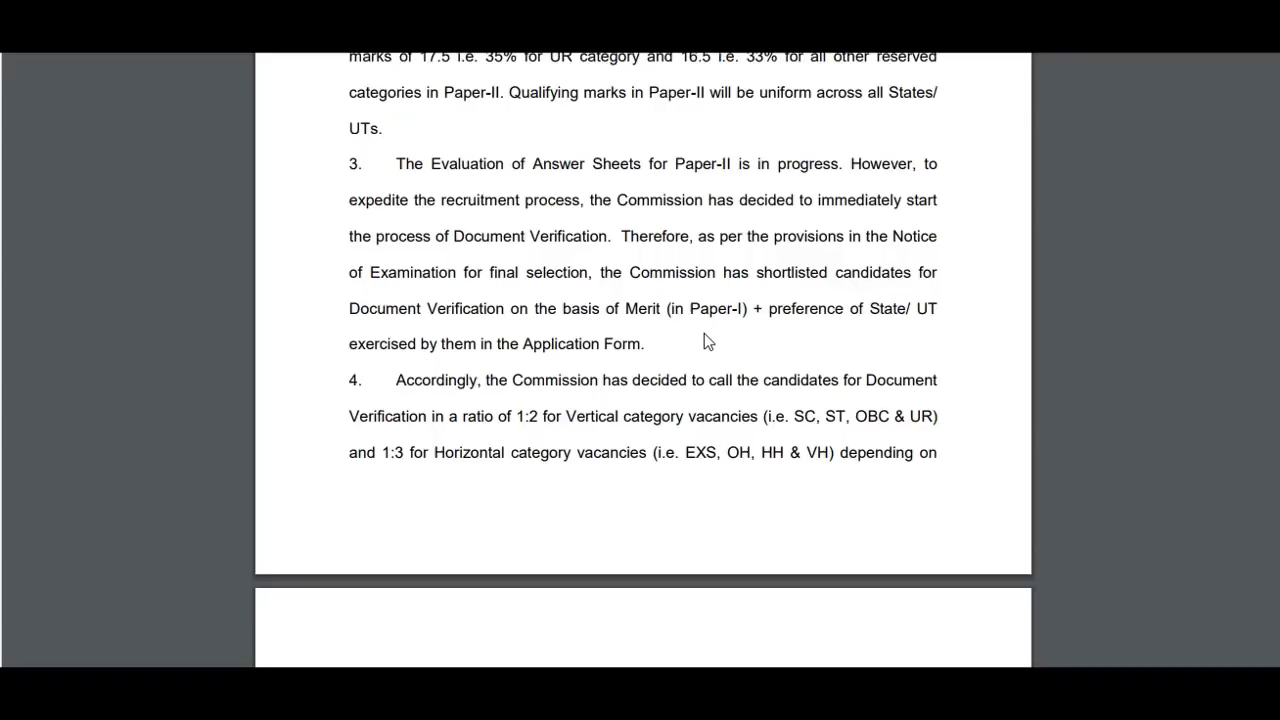 marks of 17.5 i.e. 35% for UR category and 16.5 i.e. 33% for all other reserved
categories in Paper-II. Qualifying marks in Paper-II will be uniform across all States/
UTs.
3. The Evaluation of Answer Sheets for Paper-II is in progress. However, to
expedite the recruitment process, the Commission has decided to immediately start
the process of Document Verification. Therefore, as per the provisions in the Notice
of Examination for final selection, the Commission has shortlisted candidates for
Document Verification on the basis of Merit (in Paper-I) + preference of State/ UT
exercised by them in the Application Form.
4. Accordingly, the Commission has decided to call the candidates for Document
Verification in a ratio of 1:2 for Vertical category vacancies (i.e. SC, ST, OBC & UR)
and 1:3 for Horizontal category vacancies (i.e. EXS, OH, HH & VH) depending on